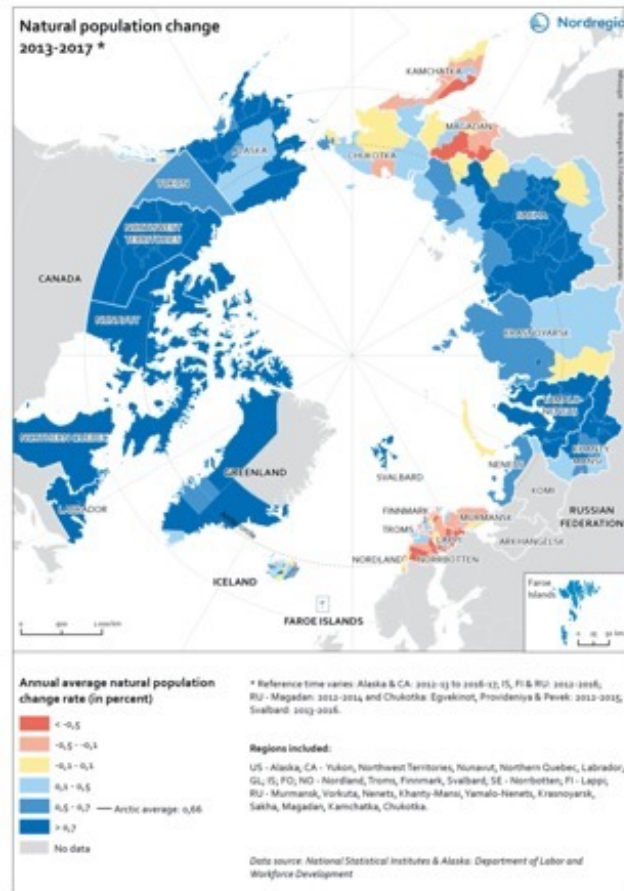 Natural population change
2013-2017 *
Nordregio
KAMCHATKA
MAGADAN
ALASKA
CHUKOTKA
YUKON
SAKHA
NORTHWEST
TERRITORIES
CANADA
NUNAVUT
KRASNOYARSK
YAMALO-
NENETS
NORTHERN QUEBEC
KHANTY-
MANSI
GREENLAND
SVALBARD
NENETS
LABRADOR
KOMI
FINNMARK
MURMANSK
RUSSIAN
FEDERATION
TROMS
LAPPI
ARKHANGELSK
NORDLAND
NORRBOTTEN
ICELAND
Faroe
Islands
FAROE ISLANDS
Annual average natural population
change rate (in percent)
< -0,5
-0,5 - -0,1
-0,1 - 0,1
0,1 - 0,5
0,5 - 0,7
Arctic average: 0,66
> 0,7
No data
* Reference time varies: Alaska & CA: 2012-13 to 2016-17; IS, FI & RU: 2012-2016;
RU - Magadan: 2012-2014 and Chukotka: Egvekinot, Provideniya & Pevek: 2012-2015;
Svalbard: 2013-2016.
Regions included:
US - Alaska, CA - Yukon, Northwest Territories, Nunavut, Northern Quebec, Labrador;
GL; IS; FO; NO - Nordland, Troms, Finnmark, Svalbard; SE - Norrbotten; FI - Lappi;
RU - Murmansk, Vorkuta, Nenets, Khanty-Mansi, Yamalo-Nenets, Krasnoyarsk,
Sakha, Magadan, Kamchatka, Chukotka.
Data source: National Statistical Institutes & Alaska: Department of Labor and
Workforce Development